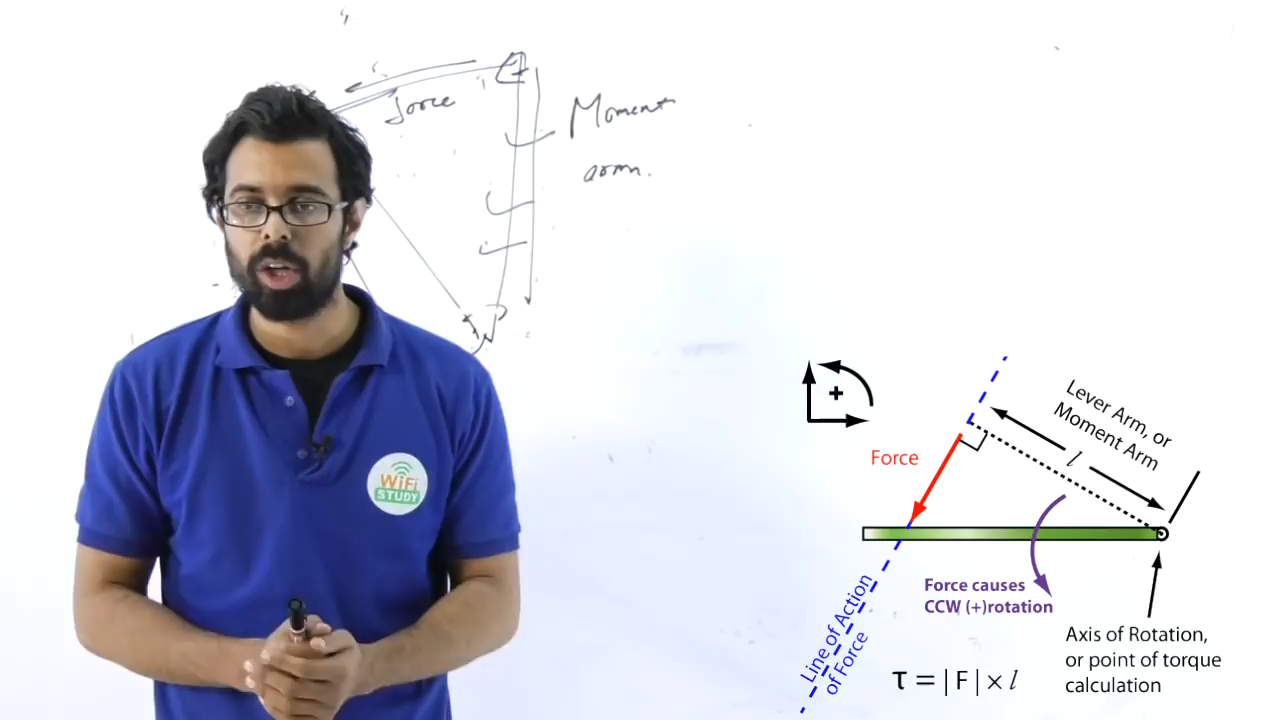 force
Moment
arm.
WiFi
STUDY
+
Lever Arm, or
Moment Arm
l
Force
Force causes
CCW (+)rotation
Line of Action
of Force
Axis of Rotation,
or point of torque
calculation
τ = | F | × l